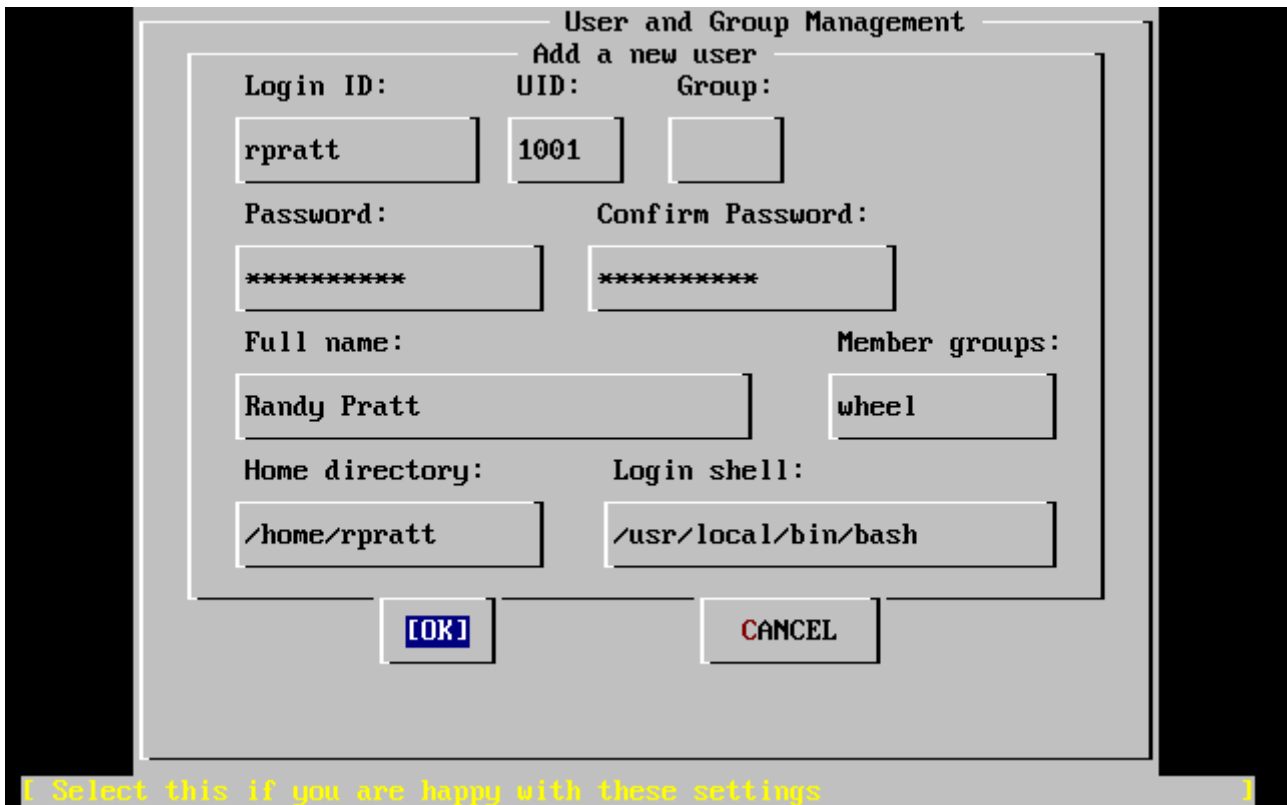 User and Group Management
Add a new user
Login ID: UID: Group:
rpratt 1001
Password: Confirm Password:
********** **********
Full name: Member groups:
Randy Pratt wheel
Home directory: Login shell:
/home/rpratt /usr/local/bin/bash
[OK] CANCEL
[ Select this if you are happy with these settings ]